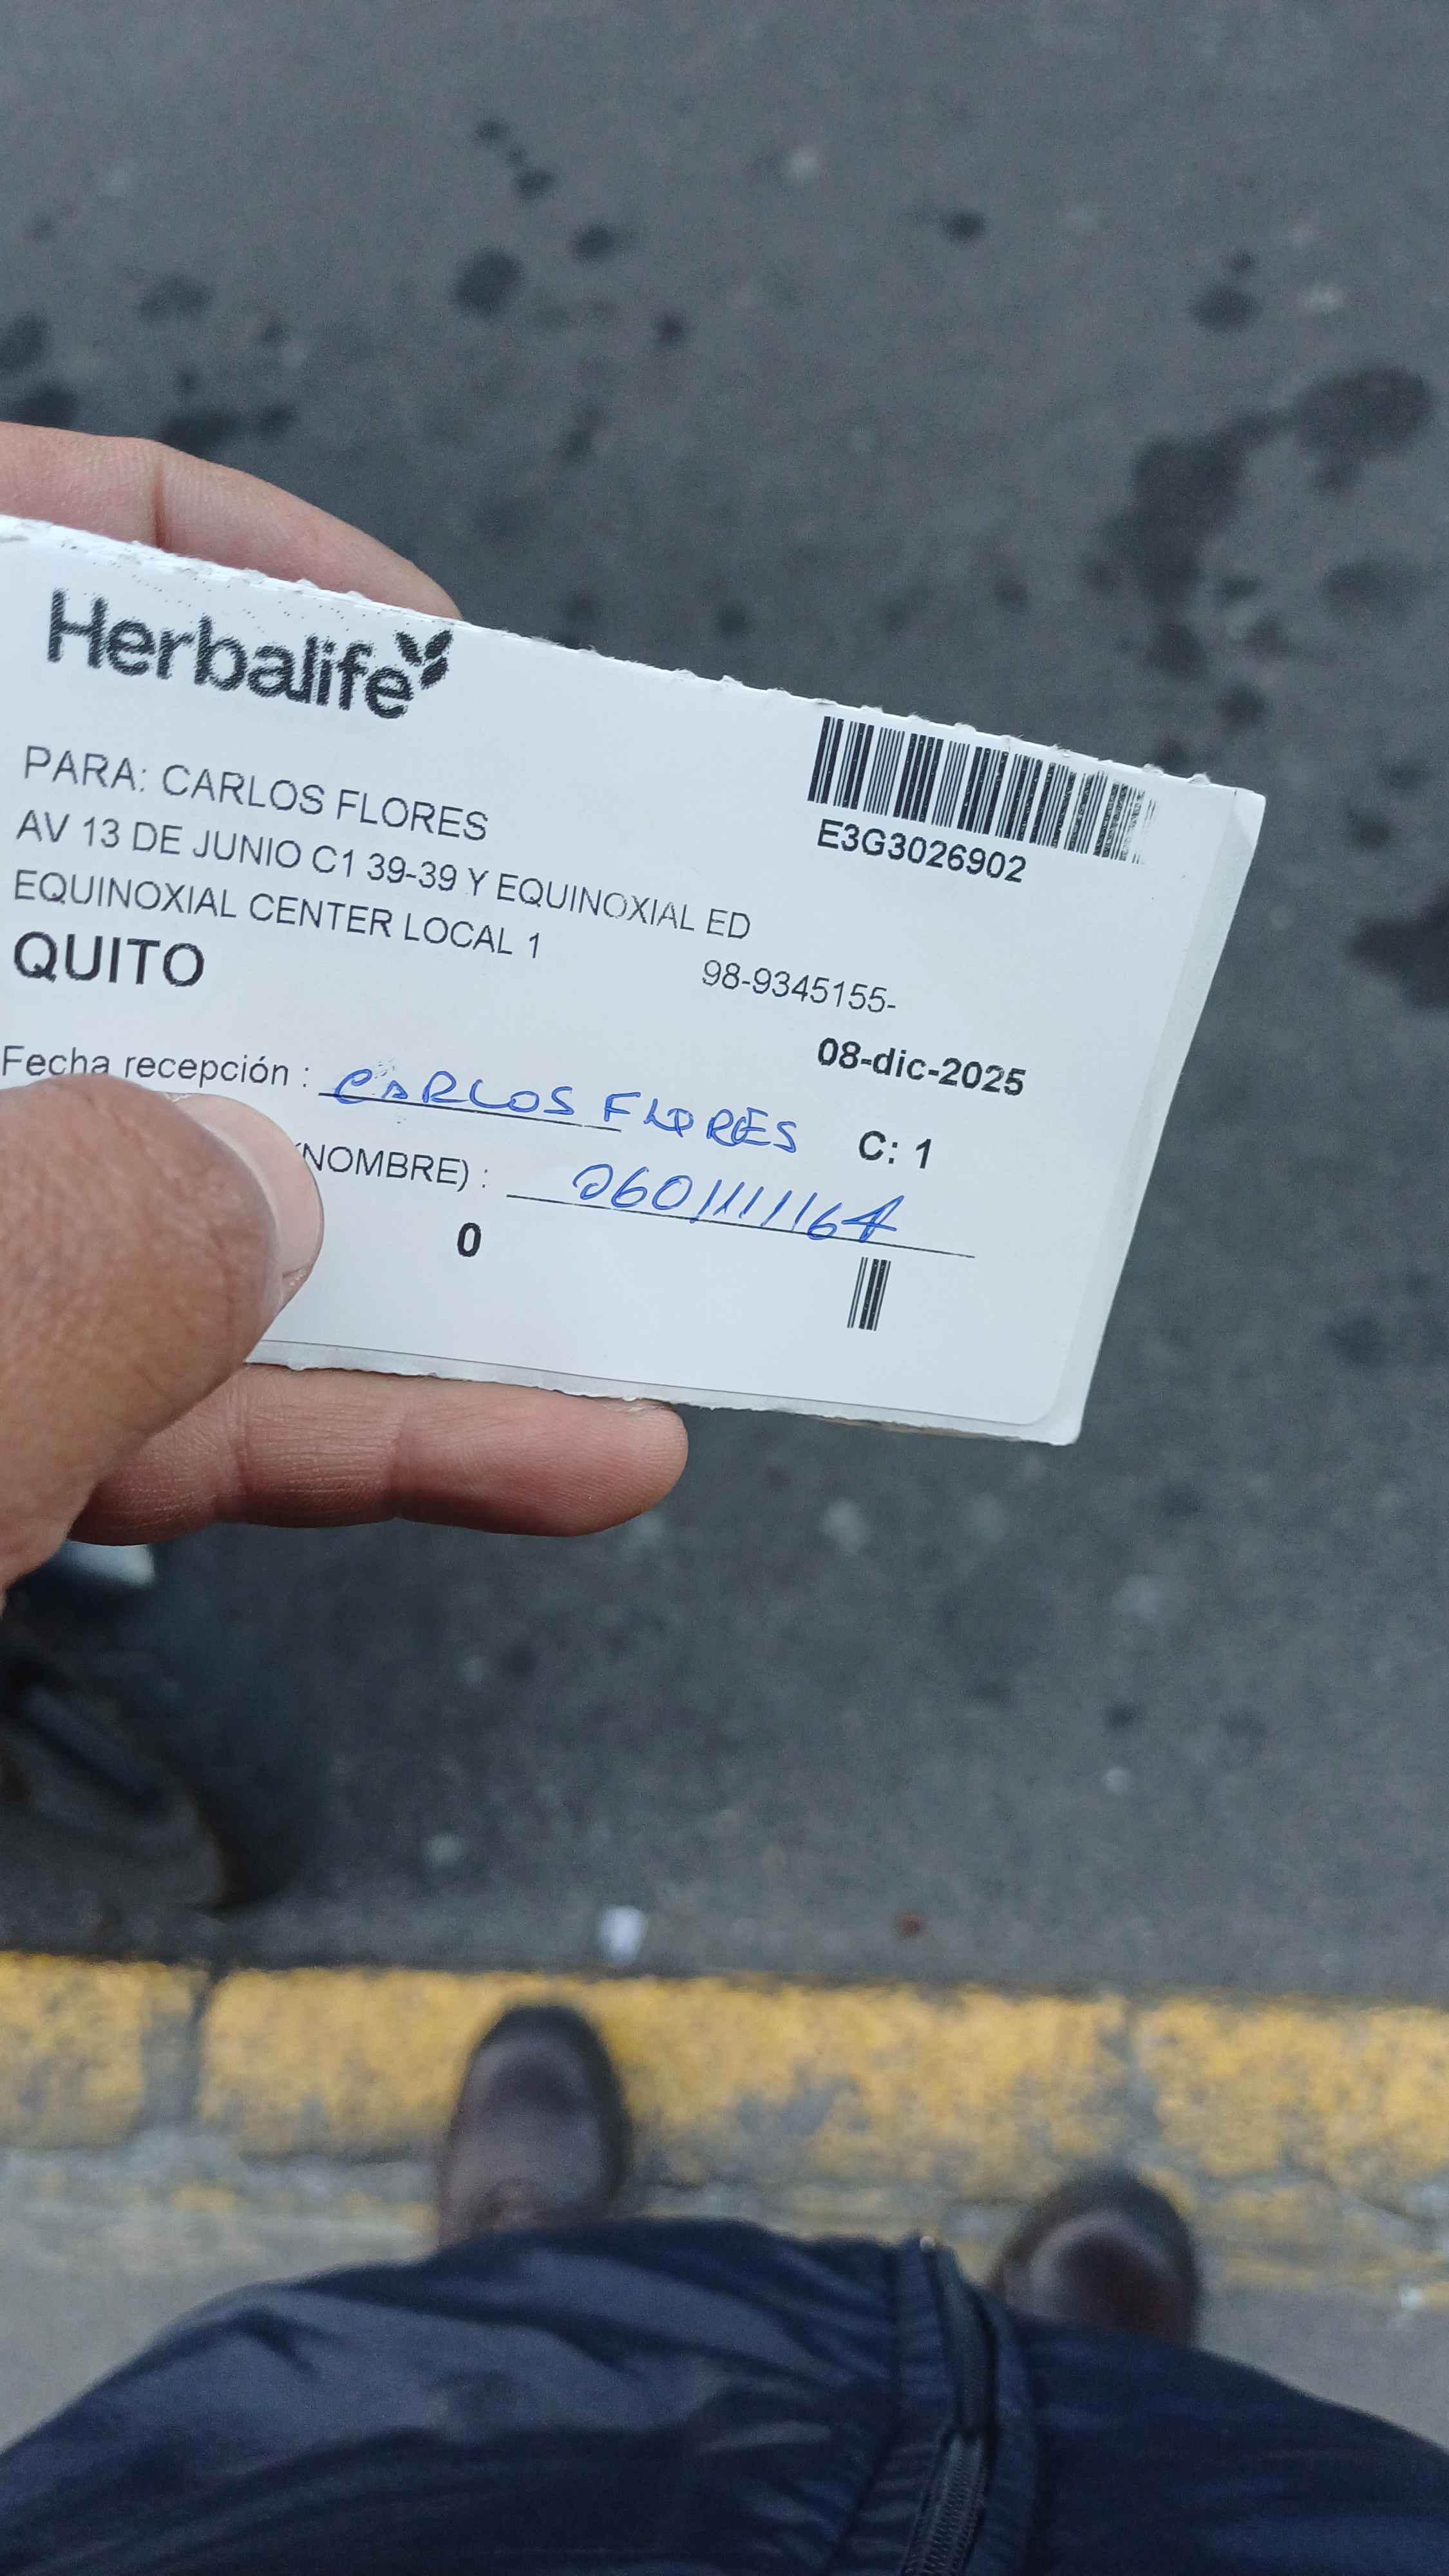 Herbalife
E3G3026902
PARA: CARLOS FLORES
AV 13 DE JUNIO C1 39-39 Y EQUINOXIAL ED
EQUINOXIAL CENTER LOCAL 1
98-9345155-
QUITO
08-dic-2025
Fecha recepción : CARLOS FLORES
C: 1
(NOMBRE) : 0601111164
0